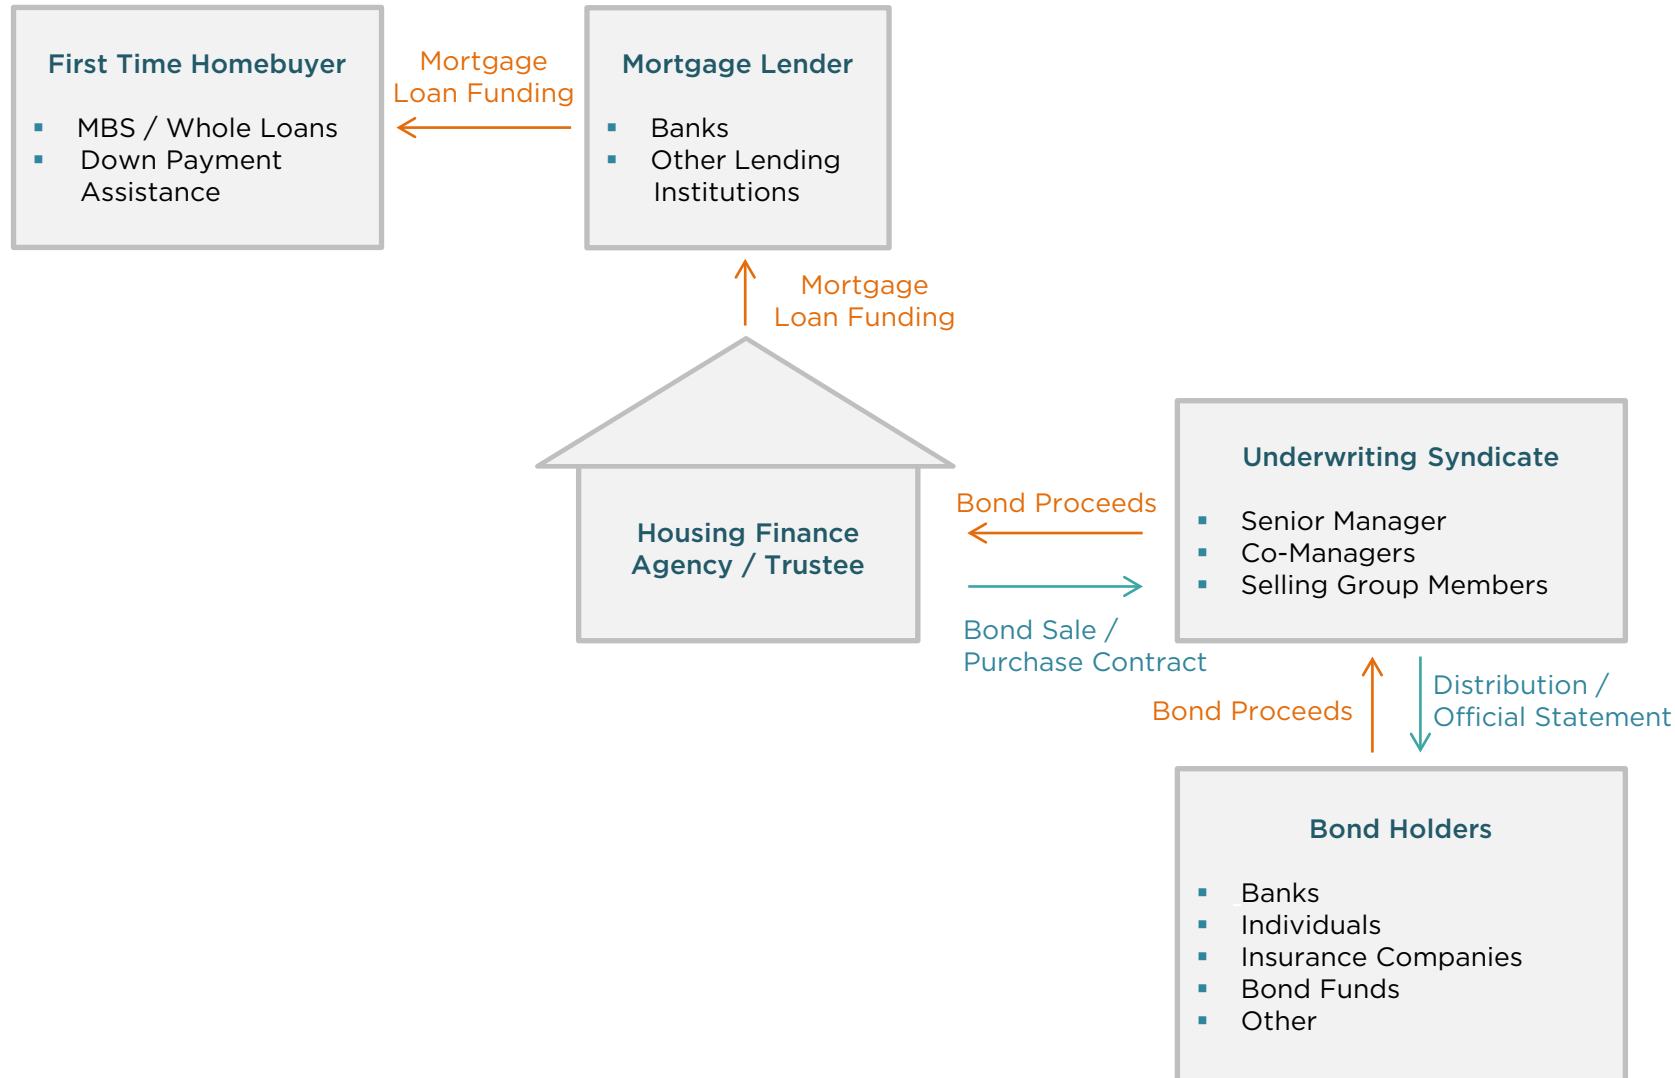 First Time Homebuyer
▪ MBS / Whole Loans
▪ Down Payment
Assistance
Mortgage
Loan Funding
Mortgage Lender
▪ Banks
▪ Other Lending
Institutions
Mortgage
Loan Funding
Housing Finance
Agency / Trustee
Bond Proceeds
Bond Sale /
Purchase Contract
Underwriting Syndicate
▪ Senior Manager
▪ Co-Managers
▪ Selling Group Members
Bond Proceeds
Distribution /
Official Statement
Bond Holders
▪ Banks
▪ Individuals
▪ Insurance Companies
▪ Bond Funds
▪ Other